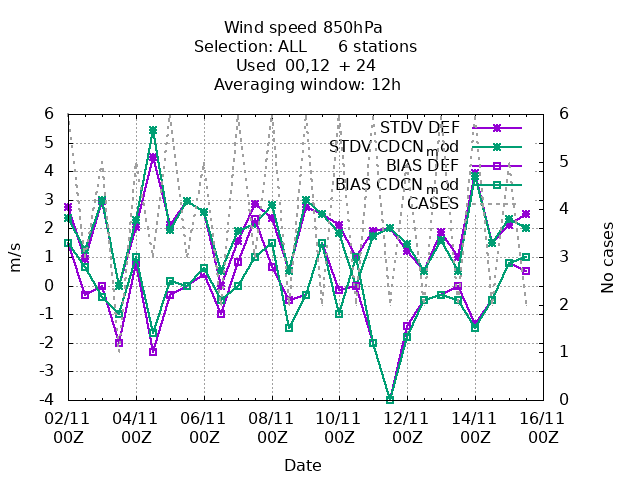 Wind speed 850hPa
Selection: ALL 6 stations
Used 00,12 + 24
Averaging window: 12h
STDV DEF
STDV CDCN_mod
BIAS DEF
BIAS CDCN_mod
CASES
6
5
4
3
2
1
0
-1
-2
-3
-4
m/s
6
5
4
3
2
1
0
No cases
02/11 04/11 06/11 08/11 10/11 12/11 14/11 16/11
00Z 00Z 00Z 00Z 00Z 00Z 00Z 00Z
Date